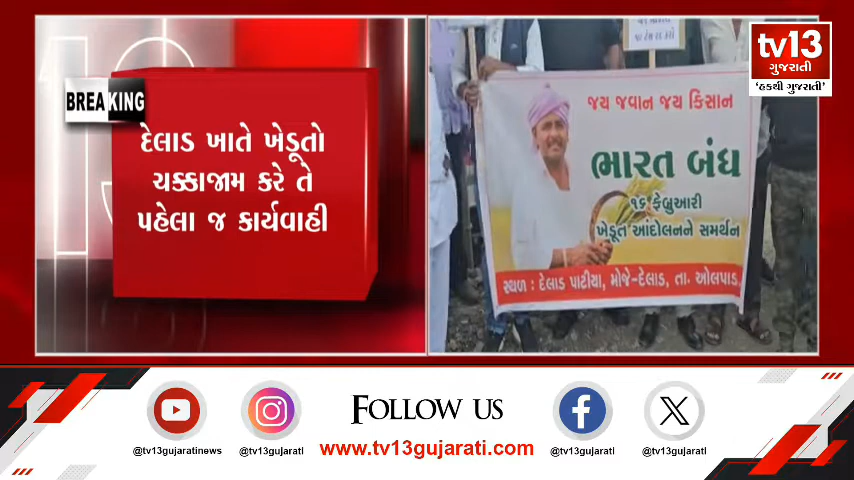 BREAKING
દેલાડ ખાતે ખેડૂતો
ચક્કાજામ કરે તે
પહેલા જ કાર્યવાહી
જય જવાન જય કિસાન
ભારત બંધ
૧૬ ફેબ્રુઆરી
ખેડૂત આંદોલનને સમર્થન
સ્થળ : દેલાડ પાટીયા, મોજે-દેલાડ, તા. ઓલપાડ,
tv13
ગુજરાતી
‘હકથી ગુજરાતી’
FOLLOW US
www.tv13gujarati.com
@tv13gujaratinews
@tv13gujarati
@tv13gujarati
@tv13gujarati